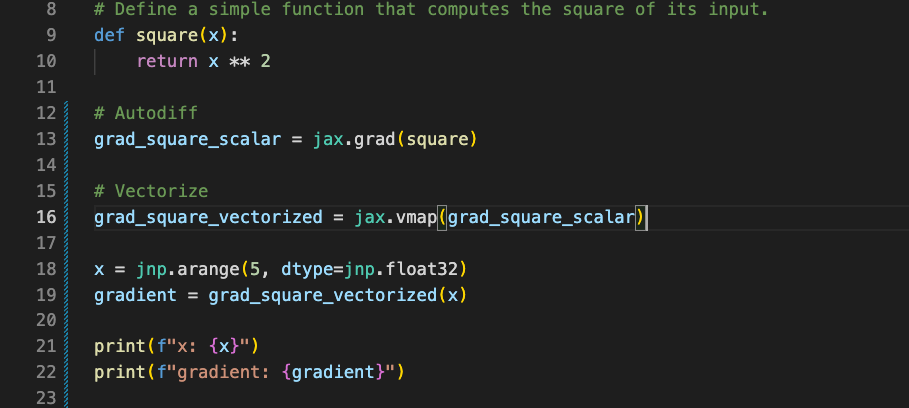 8 # Define a simple function that computes the square of its input.
9 def square(x):
10     return x ** 2
11
12 # Autodiff
13 grad_square_scalar = jax.grad(square)
14
15 # Vectorize
16 grad_square_vectorized = jax.vmap(grad_square_scalar)
17
18 x = jnp.arange(5, dtype=jnp.float32)
19 gradient = grad_square_vectorized(x)
20
21 print(f"x: {x}")
22 print(f"gradient: {gradient}")
23